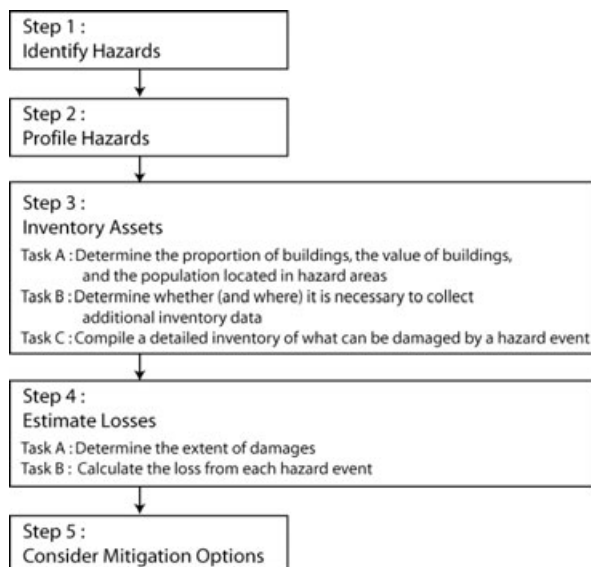 Step 1 :
Identify Hazards
Step 2 :
Profile Hazards
Step 3 :
Inventory Assets
Task A : Determine the proportion of buildings, the value of buildings,
and the population located in hazard areas
Task B : Determine whether (and where) it is necessary to collect
additional inventory data
Task C : Compile a detailed inventory of what can be damaged by a hazard event
Step 4 :
Estimate Losses
Task A : Determine the extent of damages
Task B : Calculate the loss from each hazard event
Step 5 :
Consider Mitigation Options